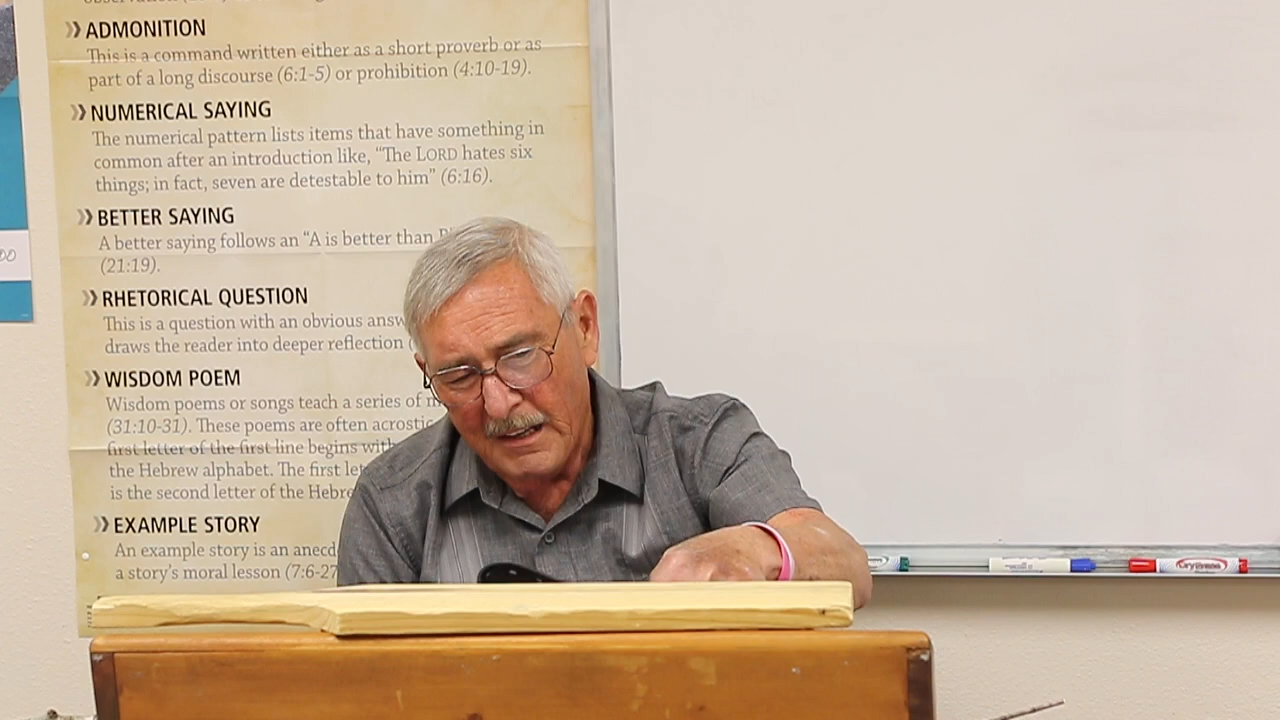 ADMONITION
This is a command written either as a short proverb or as
part of a long discourse (6:1-5) or prohibition (4:10-19).
NUMERICAL SAYING
The numerical pattern lists items that have something in
common after an introduction like, “The LORD hates six
things; in fact, seven are detestable to him” (6:16).
BETTER SAYING
A better saying follows an “A is better than
(21:19).
RHETORICAL QUESTION
This is a question with an obvious
draws the reader into deeper reflection
WISDOM POEM
Wisdom poems or songs teach a series of
(31:10-31). These poems are often
first letter of the first line begins
the Hebrew alphabet. The first
is the second letter of the
EXAMPLE STORY
An example story is an
a story’s moral lesson